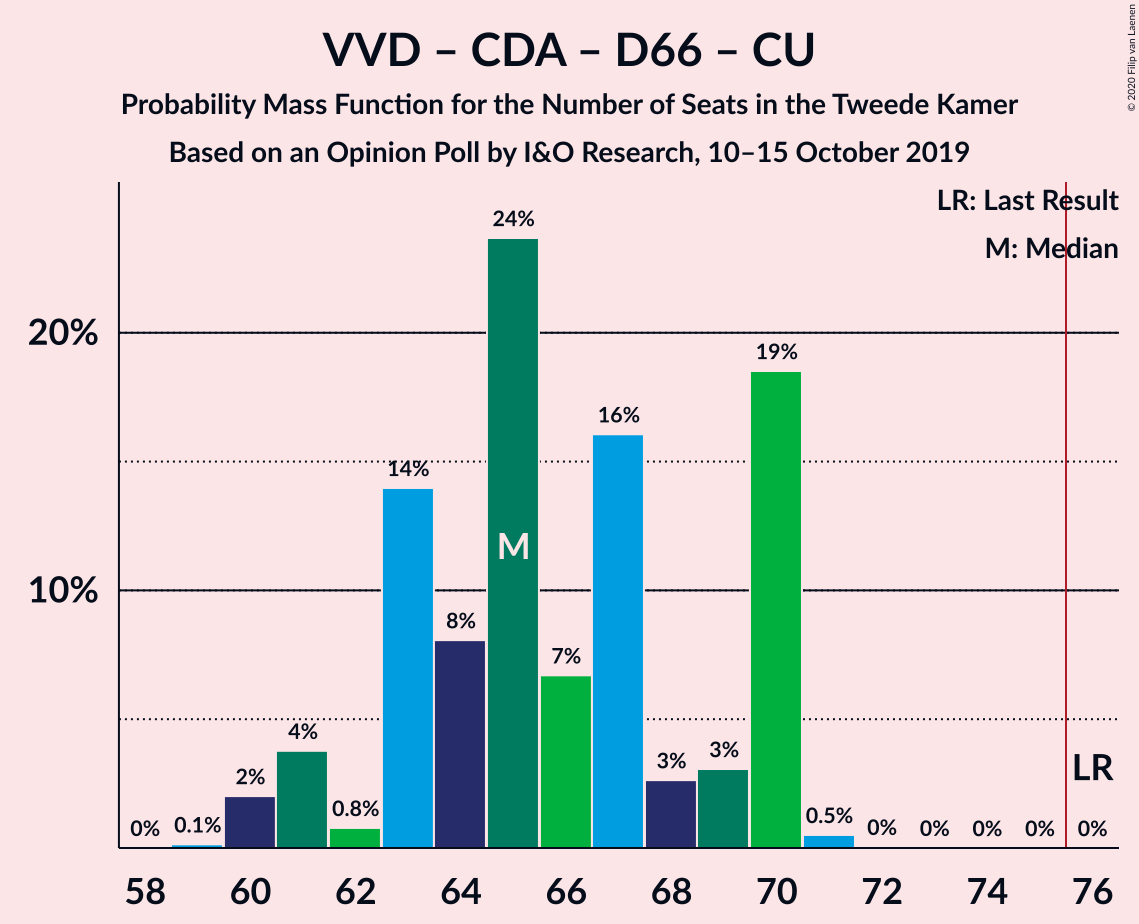 VVD – CDA – D66 – CU
Probability Mass Function for the Number of Seats in the Tweede Kamer
Based on an Opinion Poll by I&O Research, 10–15 October 2019
© 2020 Filip van Laenen
LR: Last Result
M: Median
20%
10%
0%
0.1%
2%
4%
0.8%
14%
8%
24%
7%
16%
3%
3%
19%
0.5%
0%
0%
0%
0%
0%
M
LR
58 60 62 64 66 68 70 72 74 76